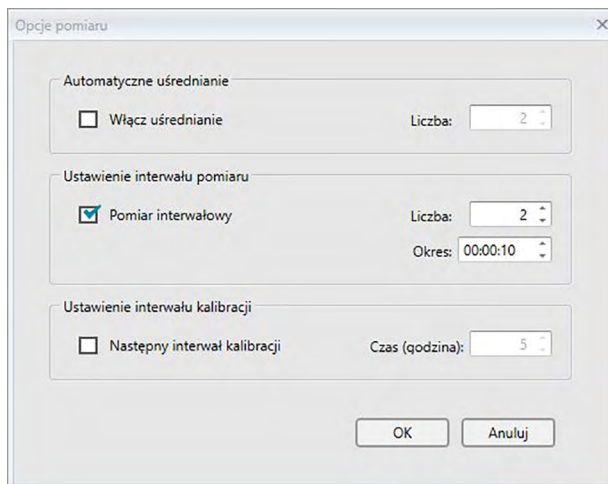 Opcje pomiaru
Automatyczne uśrednianie
Włącz uśrednianie Liczba: 2
Ustawienie interwału pomiaru
Pomiar interwałowy Liczba: 2
Okres: 00:00:10
Ustawienie interwału kalibracji
Następny interwał kalibracji Czas (godzina): 5
OK Anuluj